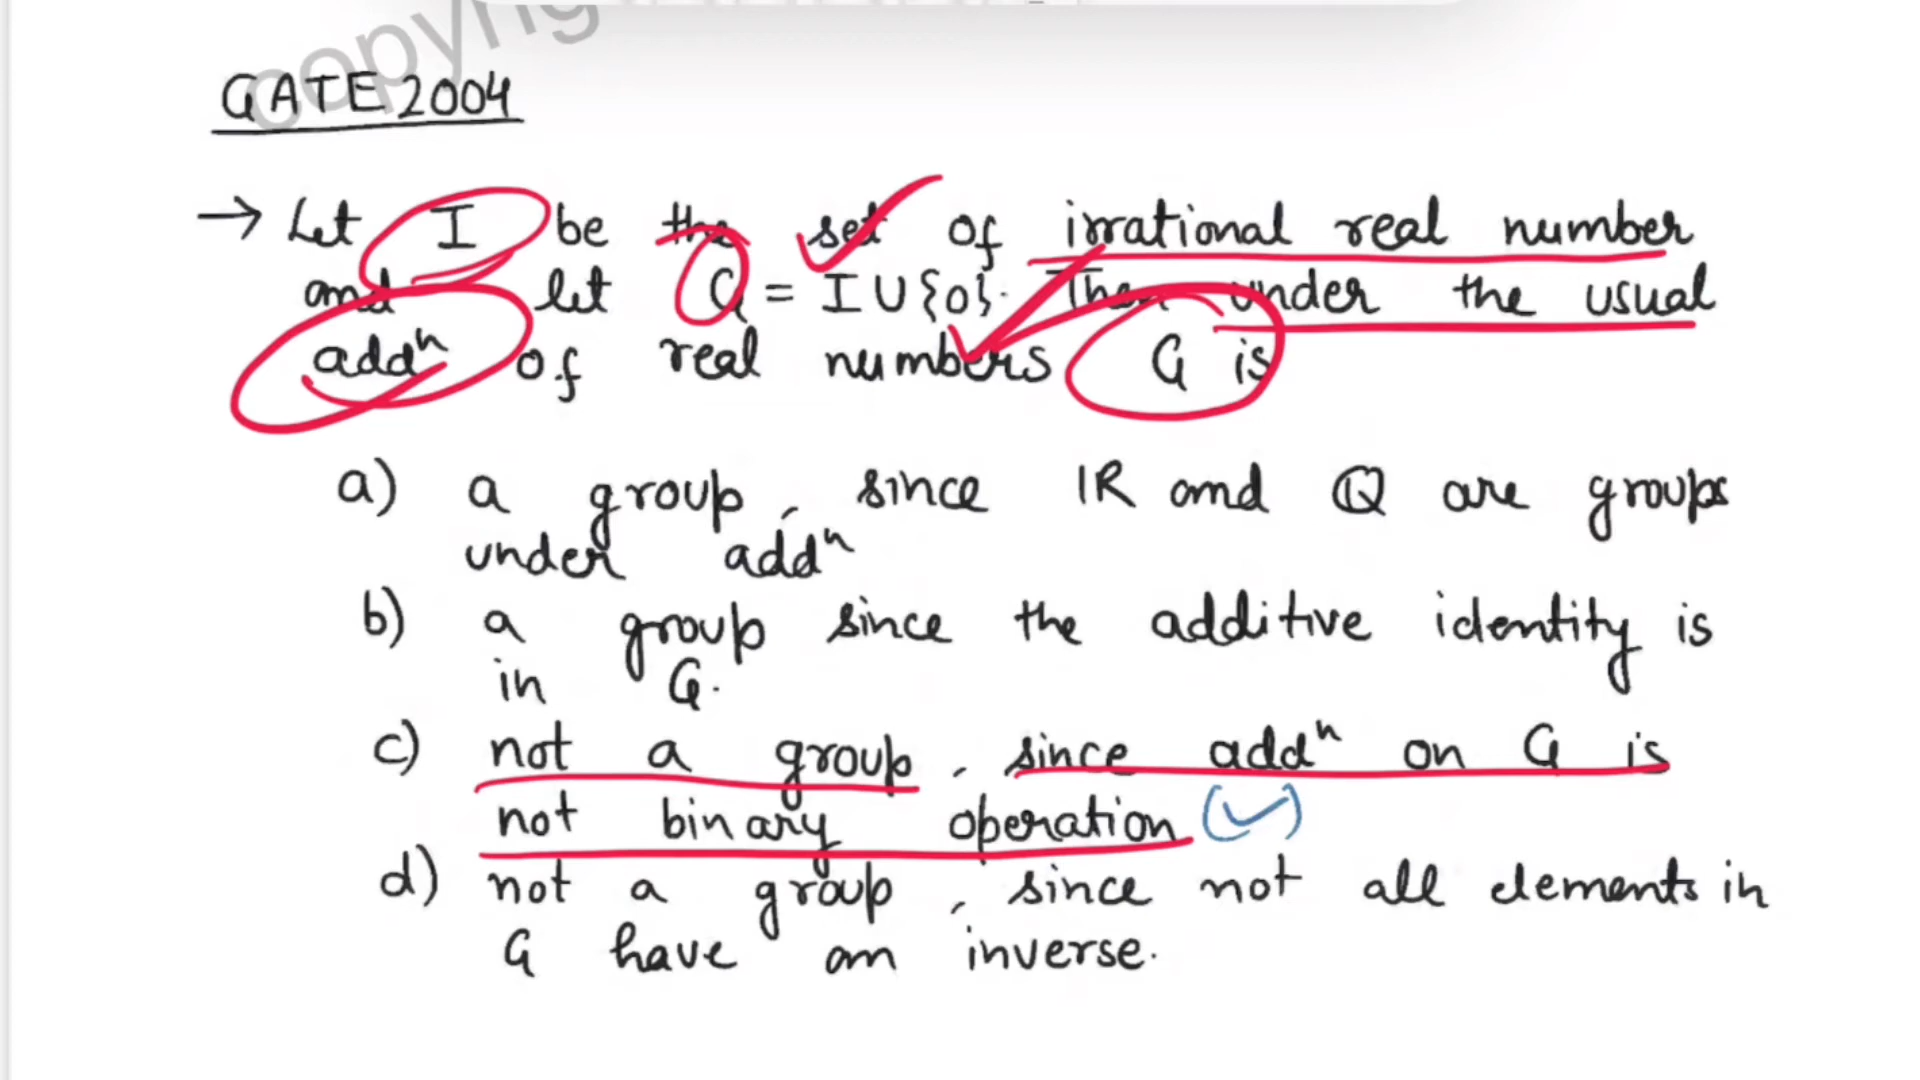 copyrig
GATE 2004
→ Let I be the set of irrational real number
and let G = I ∪ {0}. Then under the usual
addⁿ of real numbers G is
a) a group, since IR and Q are groups
under addⁿ
b) a group since the additive identity is
in G.
c) not a group, since addⁿ on G is
not binary operation (✓)
d) not a group, since not all elements in
G have an inverse.